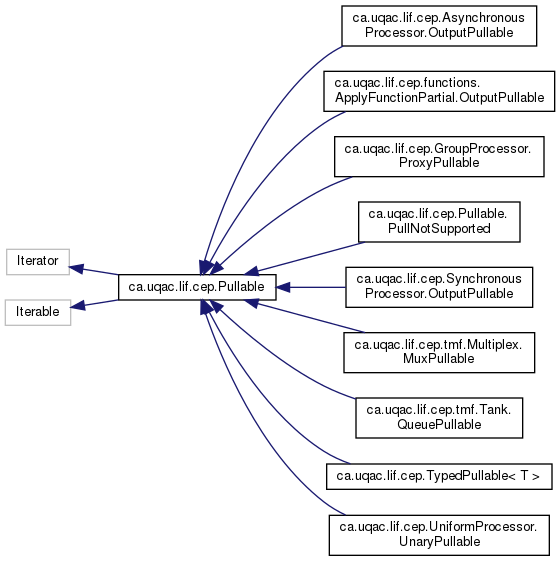 ca.uqac.lif.cep.Asynchronous
Processor.OutputPullable
ca.uqac.lif.cep.functions.
ApplyFunctionPartial.OutputPullable
ca.uqac.lif.cep.GroupProcessor.
ProxyPullable
ca.uqac.lif.cep.Pullable.
PullNotSupported
Iterator
ca.uqac.lif.cep.Pullable
ca.uqac.lif.cep.Synchronous
Processor.OutputPullable
Iterable
ca.uqac.lif.cep.tmf.Multiplex.
MuxPullable
ca.uqac.lif.cep.tmf.Tank.
QueuePullable
ca.uqac.lif.cep.TypedPullable< T >
ca.uqac.lif.cep.UniformProcessor.
UnaryPullable